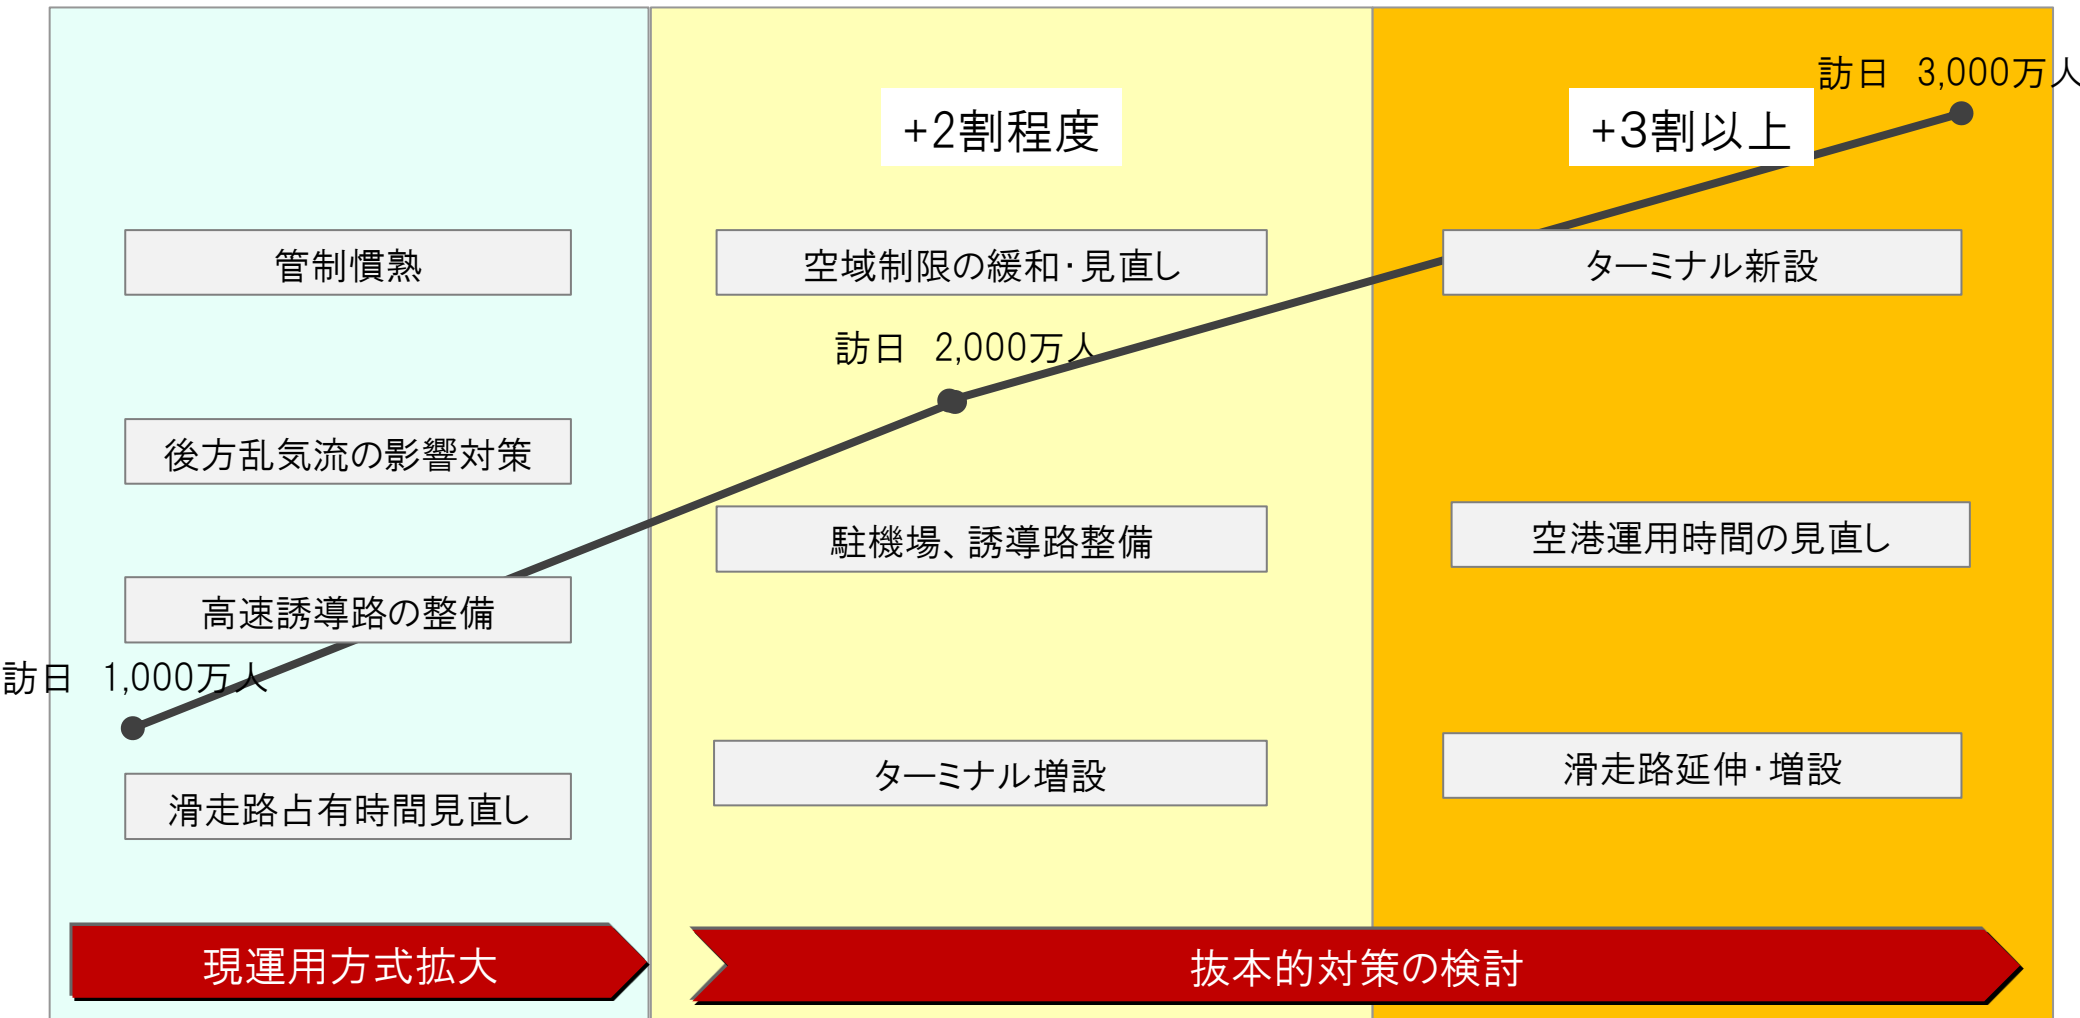 訪日　3,000万人
+2割程度
+3割以上
管制慣熟
空域制限の緩和・見直し
ターミナル新設
訪日　2,000万人
後方乱気流の影響対策
駐機場、誘導路整備
空港運用時間の見直し
高速誘導路の整備
訪日　1,000万人
滑走路占有時間見直し
ターミナル増設
滑走路延伸・増設
現運用方式拡大
抜本的対策の検討